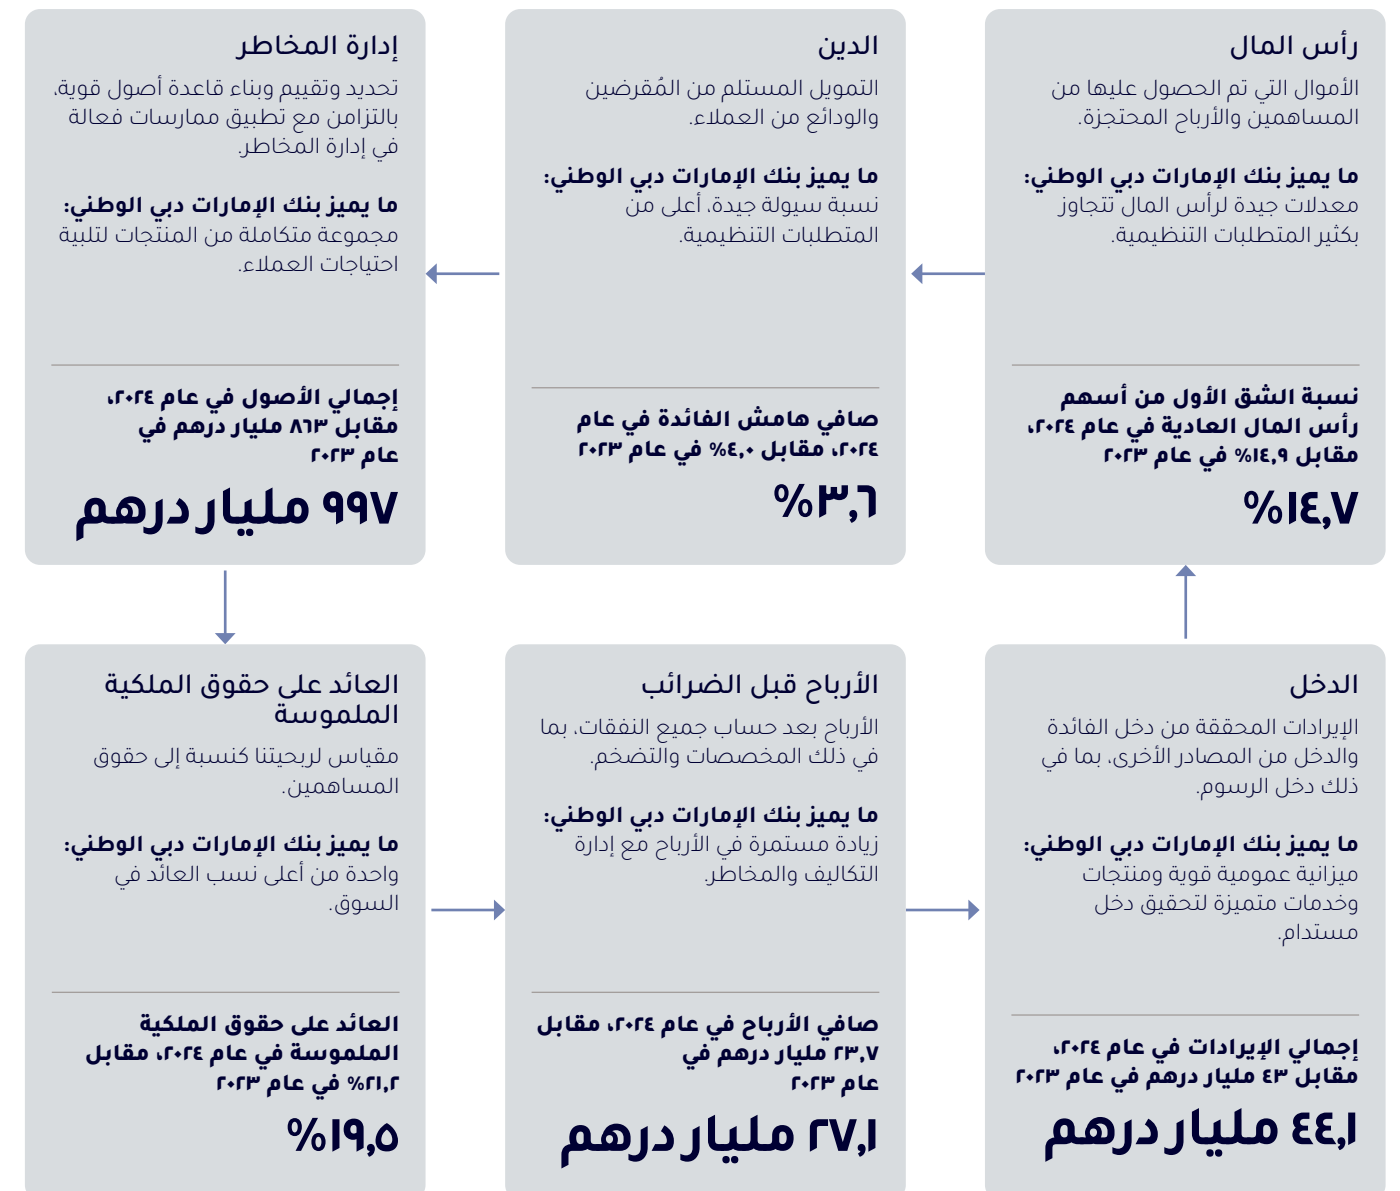 رأس المال
الأموال التي تم الحصول عليها من
المساهمين والأرباح المحتجزة.
ما يميز بنك الإمارات دبي الوطني:
معدلات جيدة لرأس المال تتجاوز
بكثير المتطلبات التنظيمية.
نسبة الشق الأول من أسهم
رأس المال العادية في عام ٢٠٢٤،
مقابل ١٤,٩% في عام ٢٠٢٣
١٤,٧%
الدين
التمويل المستلم من المُقرضين
والودائع من العملاء.
ما يميز بنك الإمارات دبي الوطني:
نسبة سيولة جيدة، أعلى من
المتطلبات التنظيمية.
صافي هامش الفائدة في عام
٢٠٢٤، مقابل ٤,٠% في عام ٢٠٢٣
٣,٦%
إدارة المخاطر
تحديد وتقييم وبناء قاعدة أصول قوية،
بالتزامن مع تطبيق ممارسات فعالة
في إدارة المخاطر.
ما يميز بنك الإمارات دبي الوطني:
مجموعة متكاملة من المنتجات لتلبية
احتياجات العملاء.
إجمالي الأصول في عام ٢٠٢٤،
مقابل ٨٦٣ مليار درهم في
عام ٢٠٢٣
٩٩٧ مليار درهم
العائد على حقوق الملكية
الملموسة
مقياس لربحيتنا كنسبة إلى حقوق
المساهمين.
ما يميز بنك الإمارات دبي الوطني:
واحدة من أعلى نسب العائد في
السوق.
العائد على حقوق الملكية
الملموسة في عام ٢٠٢٤، مقابل
٢١,٢% في عام ٢٠٢٣
١٩,٥%
الأرباح قبل الضرائب
الأرباح بعد حساب جميع النفقات، بما
في ذلك المخصصات والتضخم.
ما يميز بنك الإمارات دبي الوطني:
زيادة مستمرة في الأرباح مع إدارة
التكاليف والمخاطر.
صافي الأرباح في عام ٢٠٢٤، مقابل
٢٣,٧ مليار درهم في
عام ٢٠٢٣
٢٧,١ مليار درهم
الدخل
الإيرادات المحققة من دخل الفائدة
والدخل من المصادر الأخرى، بما في
ذلك دخل الرسوم.
ما يميز بنك الإمارات دبي الوطني:
ميزانية عمومية قوية ومنتجات
وخدمات متميزة لتحقيق دخل
مستدام.
إجمالي الإيرادات في عام ٢٠٢٤،
مقابل ٤٣ مليار درهم في عام ٢٠٢٣
٤٤,١ مليار درهم